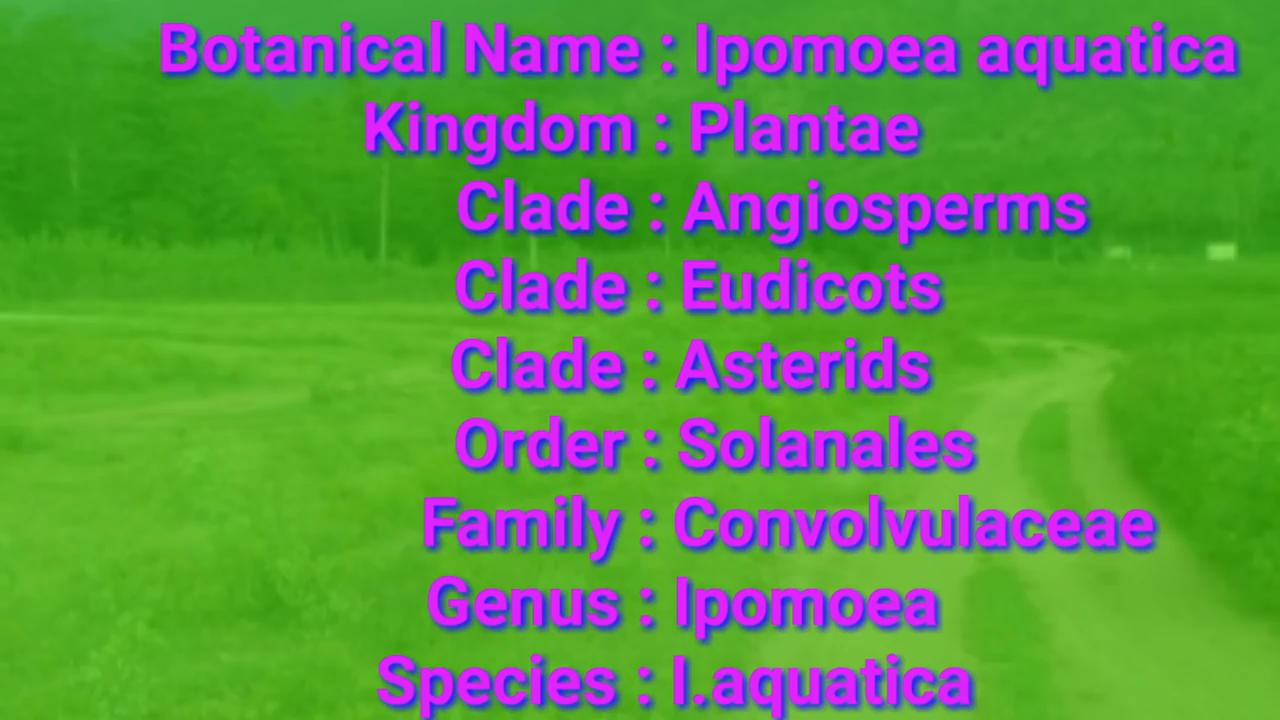 Botanical Name : Ipomoea aquatica
Kingdom : Plantae
Clade : Angiosperms
Clade : Eudicots
Clade : Asterids
Order : Solanales
Family : Convolvulaceae
Genus : Ipomoea
Species : I.aquatica